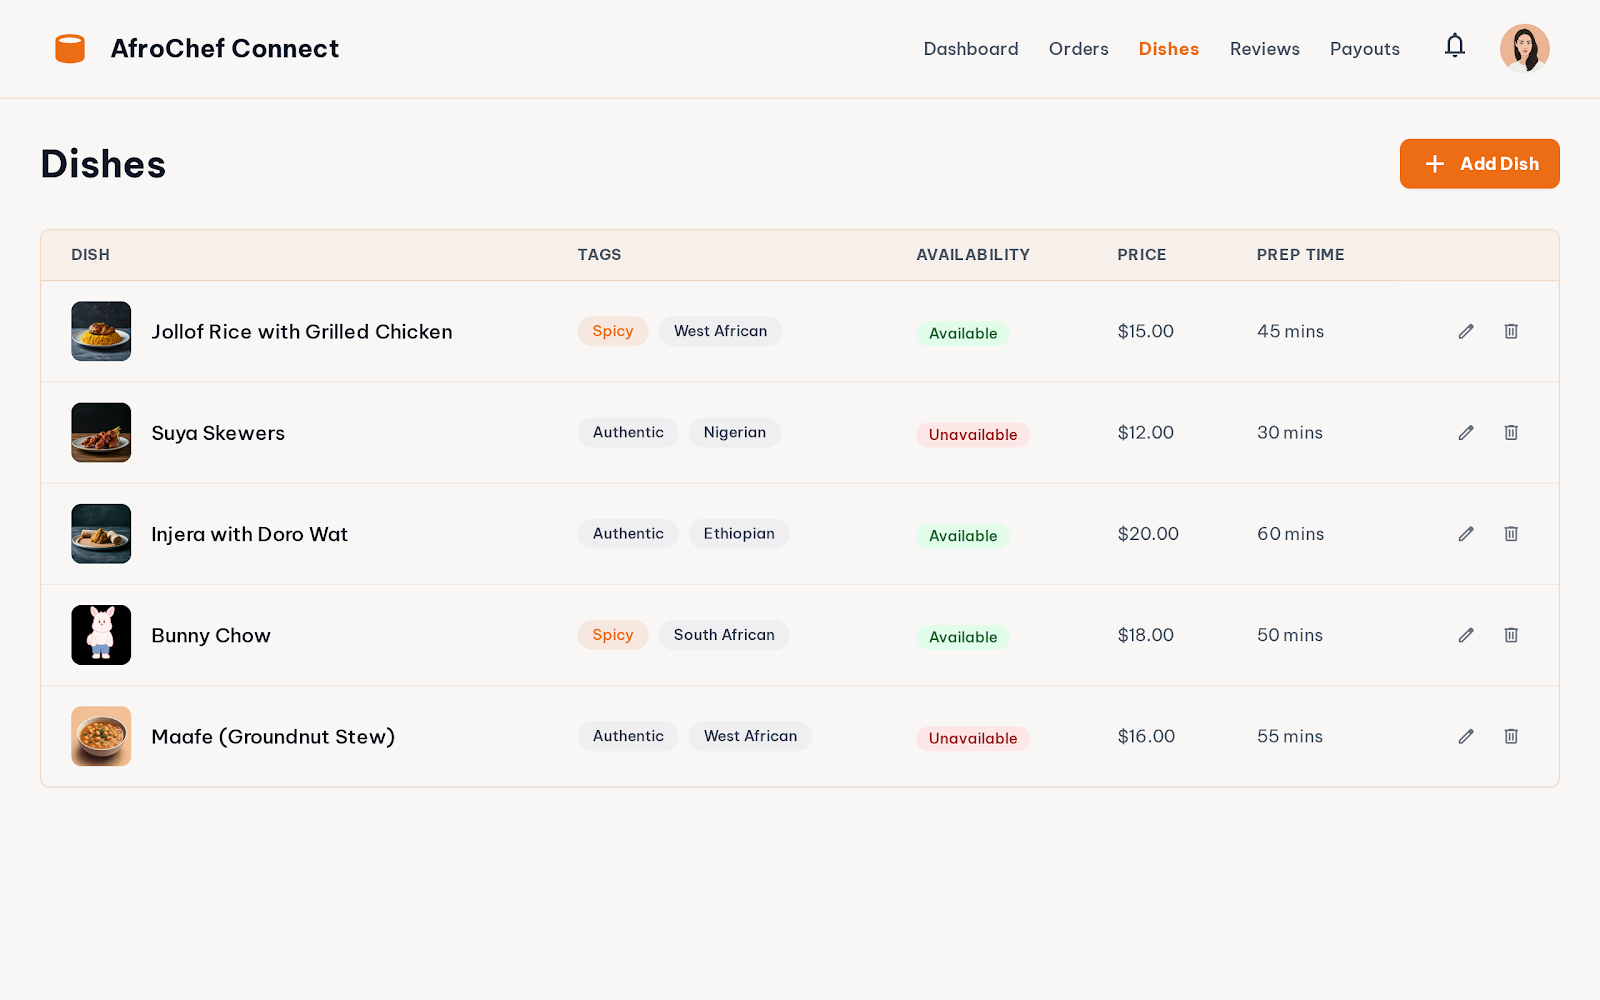 AfroChef Connect
Dashboard Orders Dishes Reviews Payouts
Dishes
Add Dish
DISH TAGS AVAILABILITY PRICE PREP TIME
Jollof Rice with Grilled Chicken Spicy West African Available $15.00 45 mins
Suya Skewers Authentic Nigerian Unavailable $12.00 30 mins
Injera with Doro Wat Authentic Ethiopian Available $20.00 60 mins
Bunny Chow Spicy South African Available $18.00 50 mins
Maafe (Groundnut Stew) Authentic West African Unavailable $16.00 55 mins